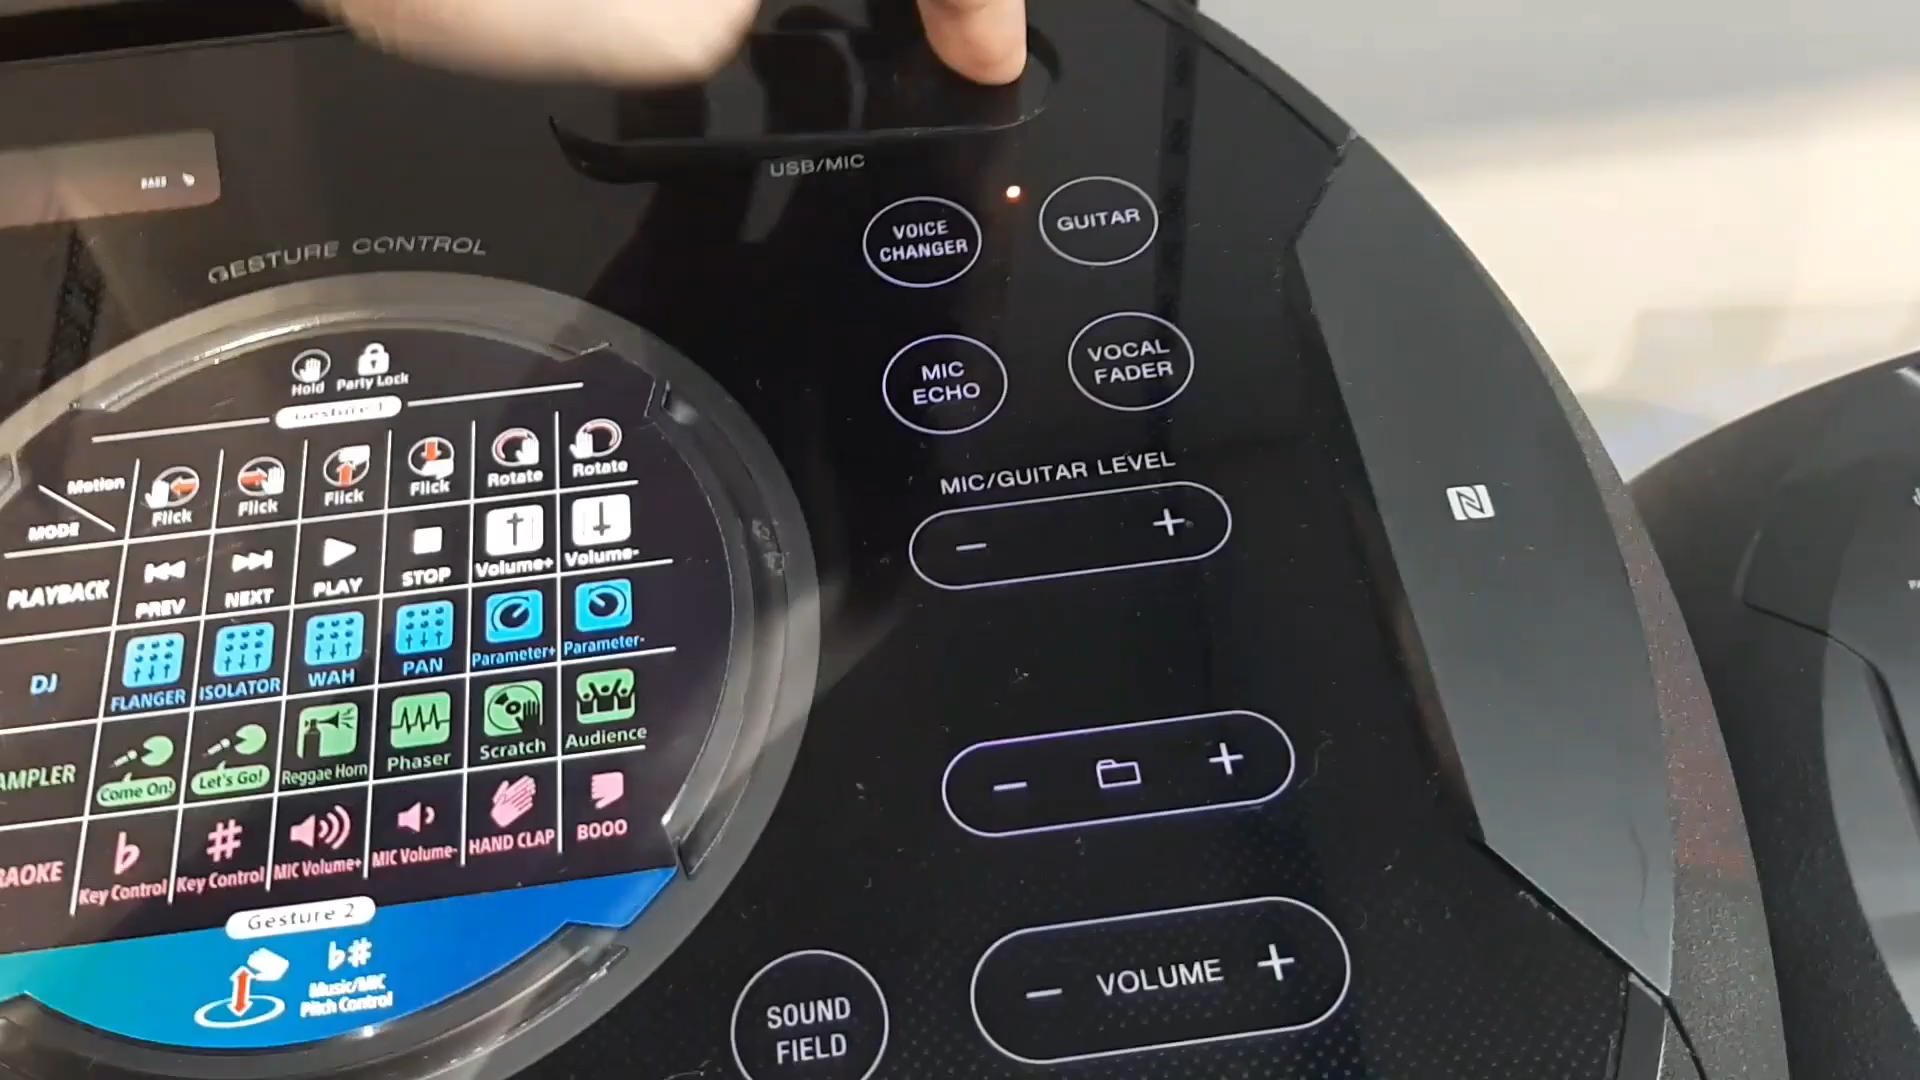 USB/MIC
BASS
GESTURE CONTROL
VOICE
CHANGER
GUITAR
MIC
ECHO
VOCAL
FADER
MIC/GUITAR LEVEL
- +
- +
- VOLUME +
SOUND
FIELD
Hold Party Lock
Gesture 1
Motion
MODE
Flick Flick Flick Flick Rotate Rotate
PLAYBACK PREV NEXT PLAY STOP Volume+ Volume-
DJ FLANGER ISOLATOR WAH PAN Parameter+ Parameter-
AMPLER Come On! Let's Go! Reggae Horn Phaser Scratch Audience
RAOKE Key Control Key Control MIC Volume+ MIC Volume- HAND CLAP BOOO
Gesture 2
♭#
Music/MIC
Pitch Control